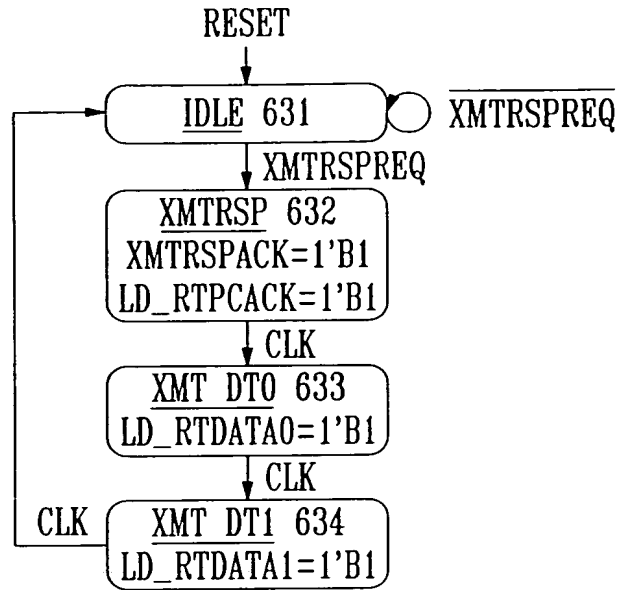 RESET
IDLE 631
XMTRSPREQ
XMTRSPREQ
XMTRSP 632
XMTRSPACK=1'B1
LD_RTPCACK=1'B1
CLK
XMT DT0 633
LD_RTDATA0=1'B1
CLK
CLK
XMT DT1 634
LD_RTDATA1=1'B1